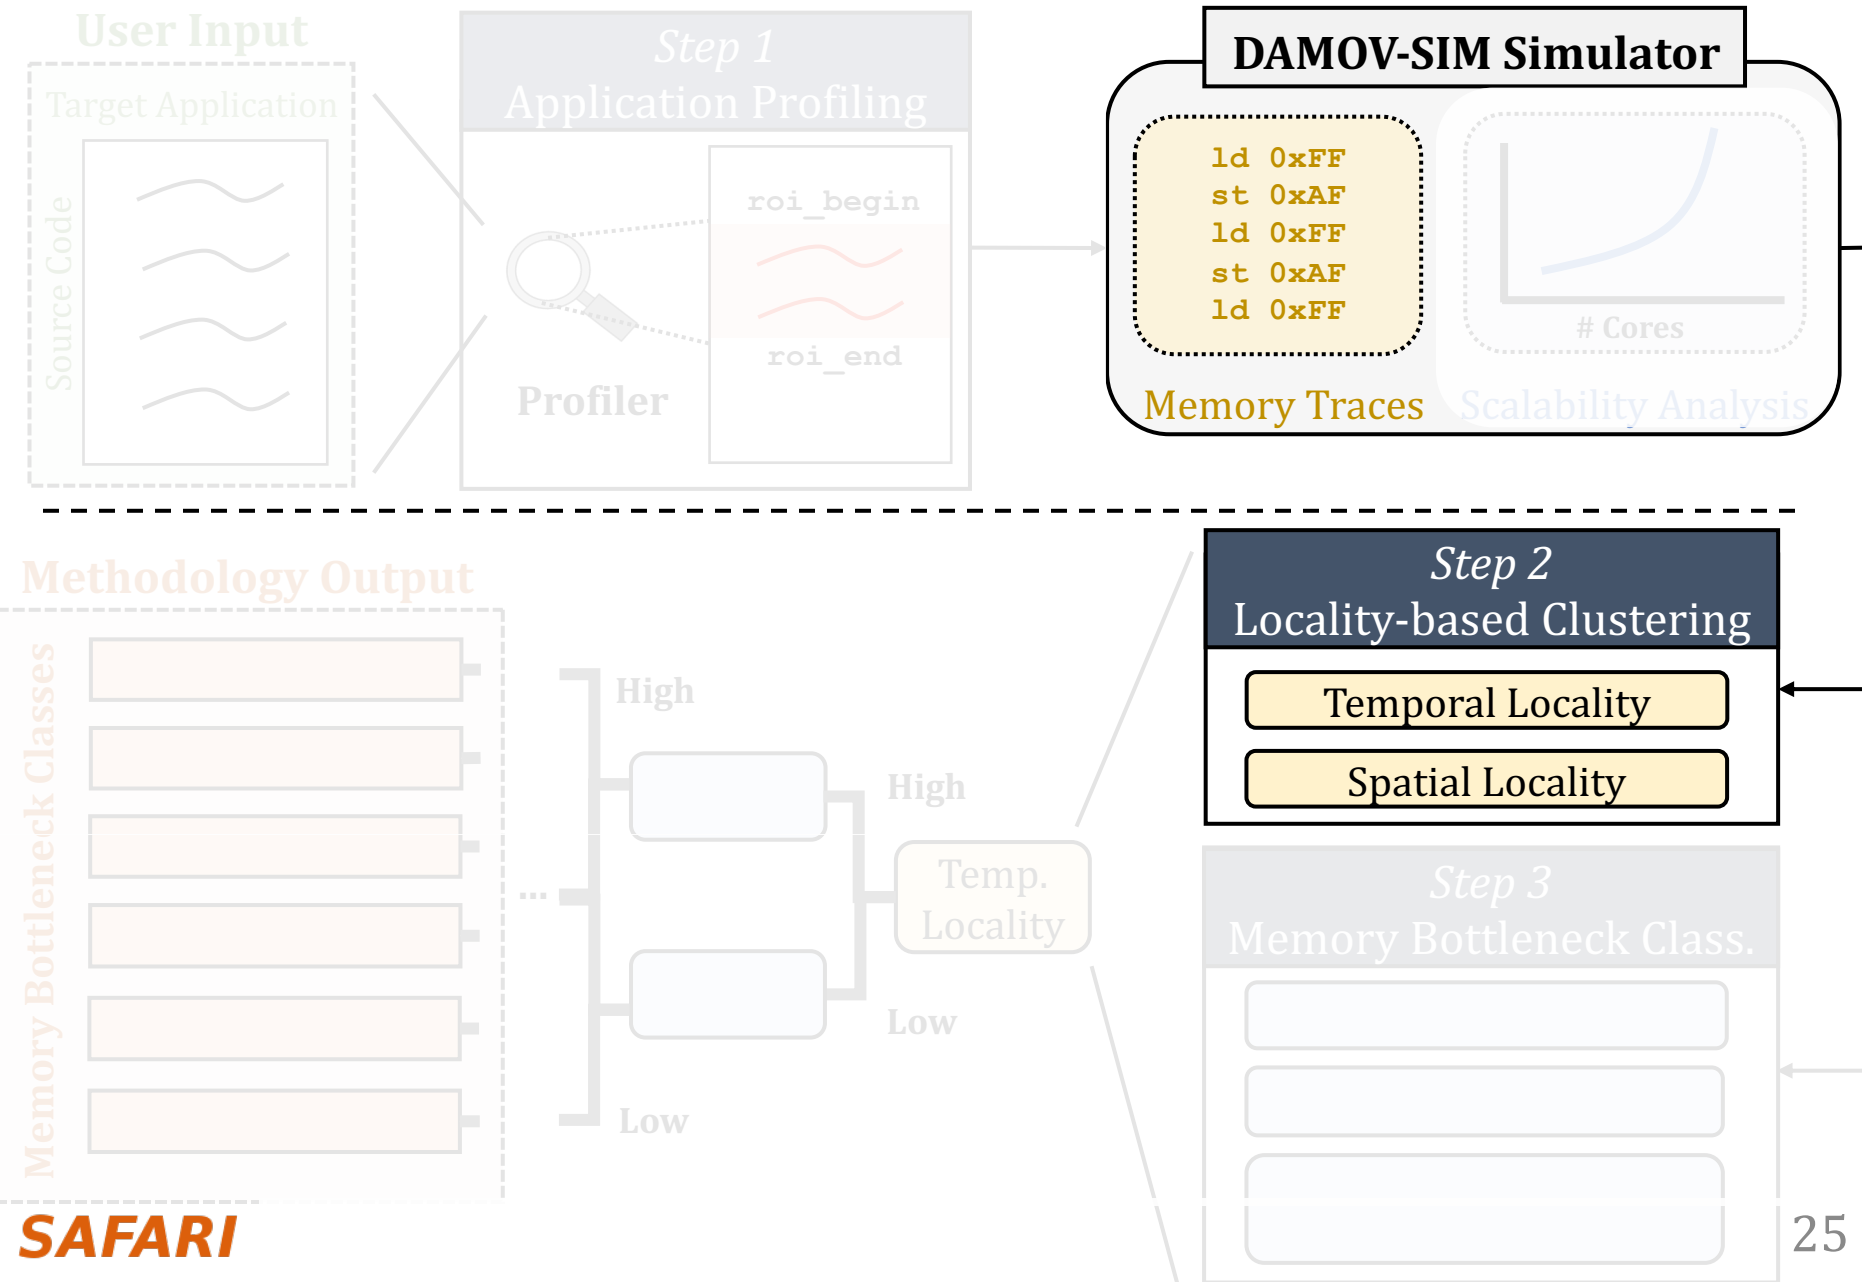 User Input
Target Application
Source Code
Step 1
Application Profiling
roi_begin
roi_end
Profiler
DAMOV-SIM Simulator
ld 0xFF
st 0xAF
ld 0xFF
st 0xAF
ld 0xFF
Memory Traces
# Cores
Scalability Analysis
Methodology Output
Memory Bottleneck Classes
High
Low
...
High
Low
Temp.
Locality
Step 2
Locality-based Clustering
Temporal Locality
Spatial Locality
Step 3
Memory Bottleneck Class.
SAFARI
25